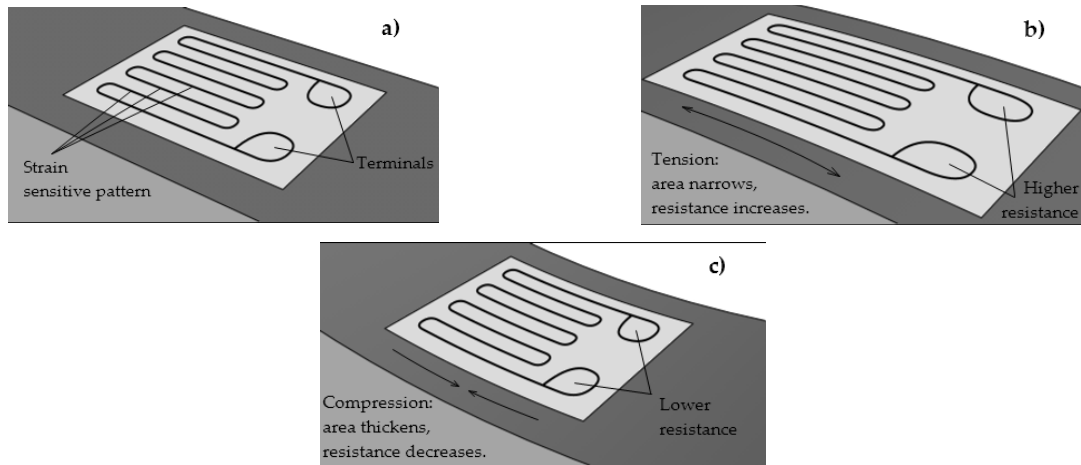 a)
Strain
sensitive pattern
Terminals
b)
Tension:
area narrows,
resistance increases.
Higher
resistance
c)
Compression:
area thickens,
resistance decreases.
Lower
resistance